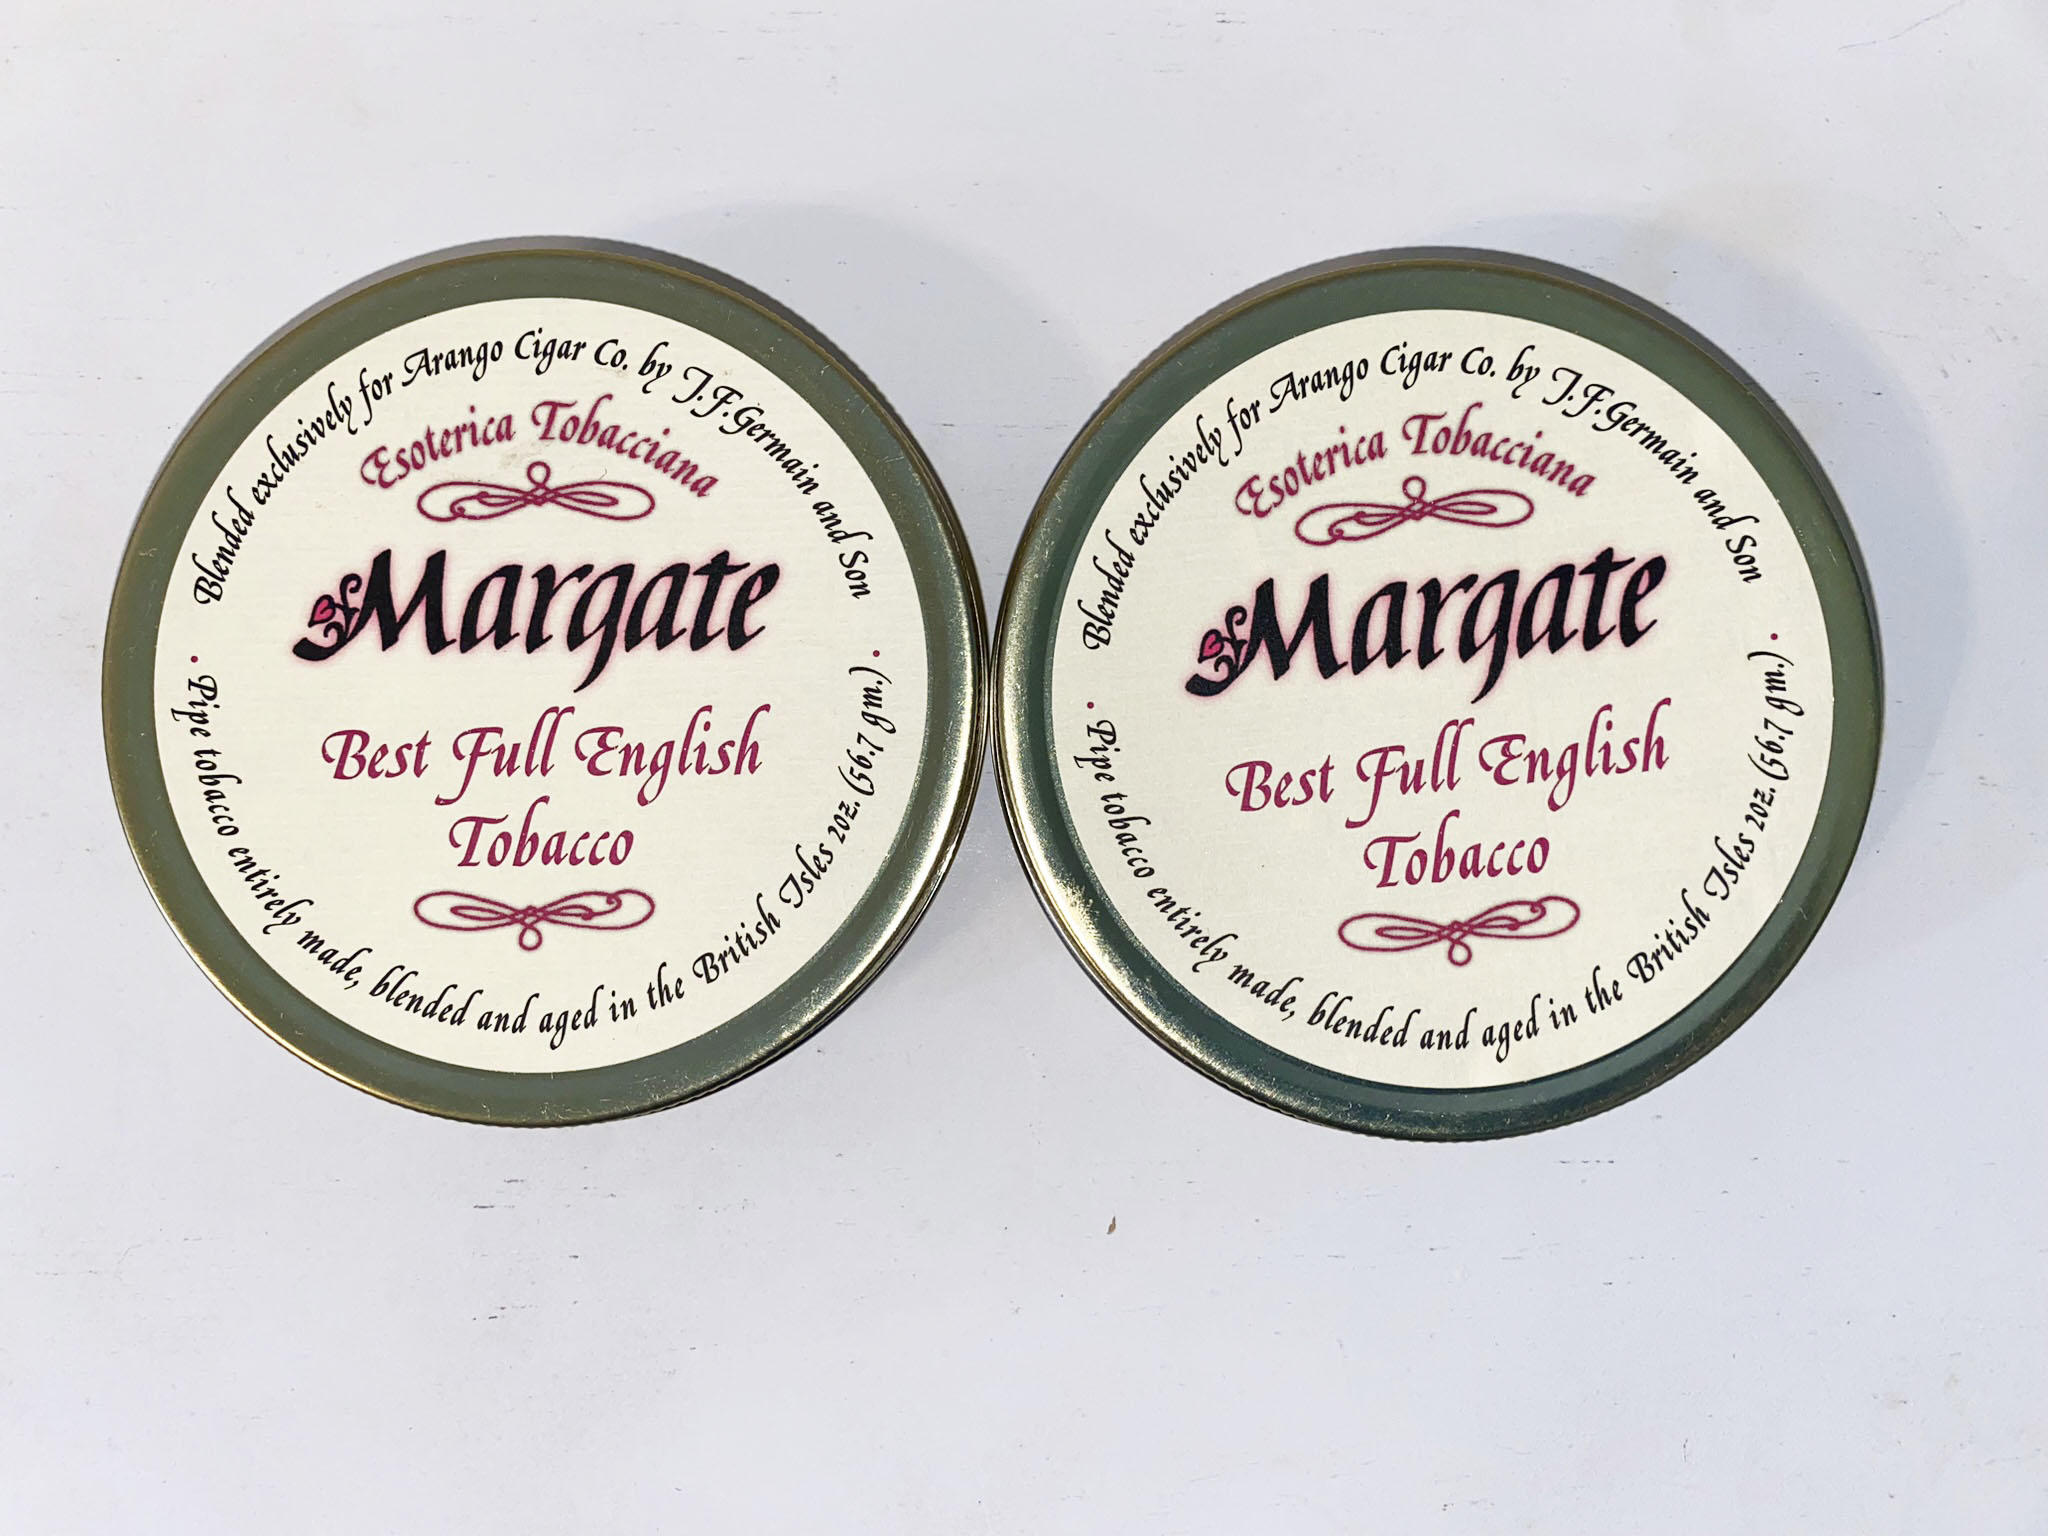 Blended exclusively for Arango Cigar Co. by J.F.Germain and Son
Esoterica Tobacciana
Margate
Best Full English
Tobacco
· Pipe tobacco entirely made, blended and aged in the British Isles 2oz. (56.7 gm.) ·
Blended exclusively for Arango Cigar Co. by J.F.Germain and Son
Esoterica Tobacciana
Margate
Best Full English
Tobacco
· Pipe tobacco entirely made, blended and aged in the British Isles 2oz. (56.7 gm.) ·